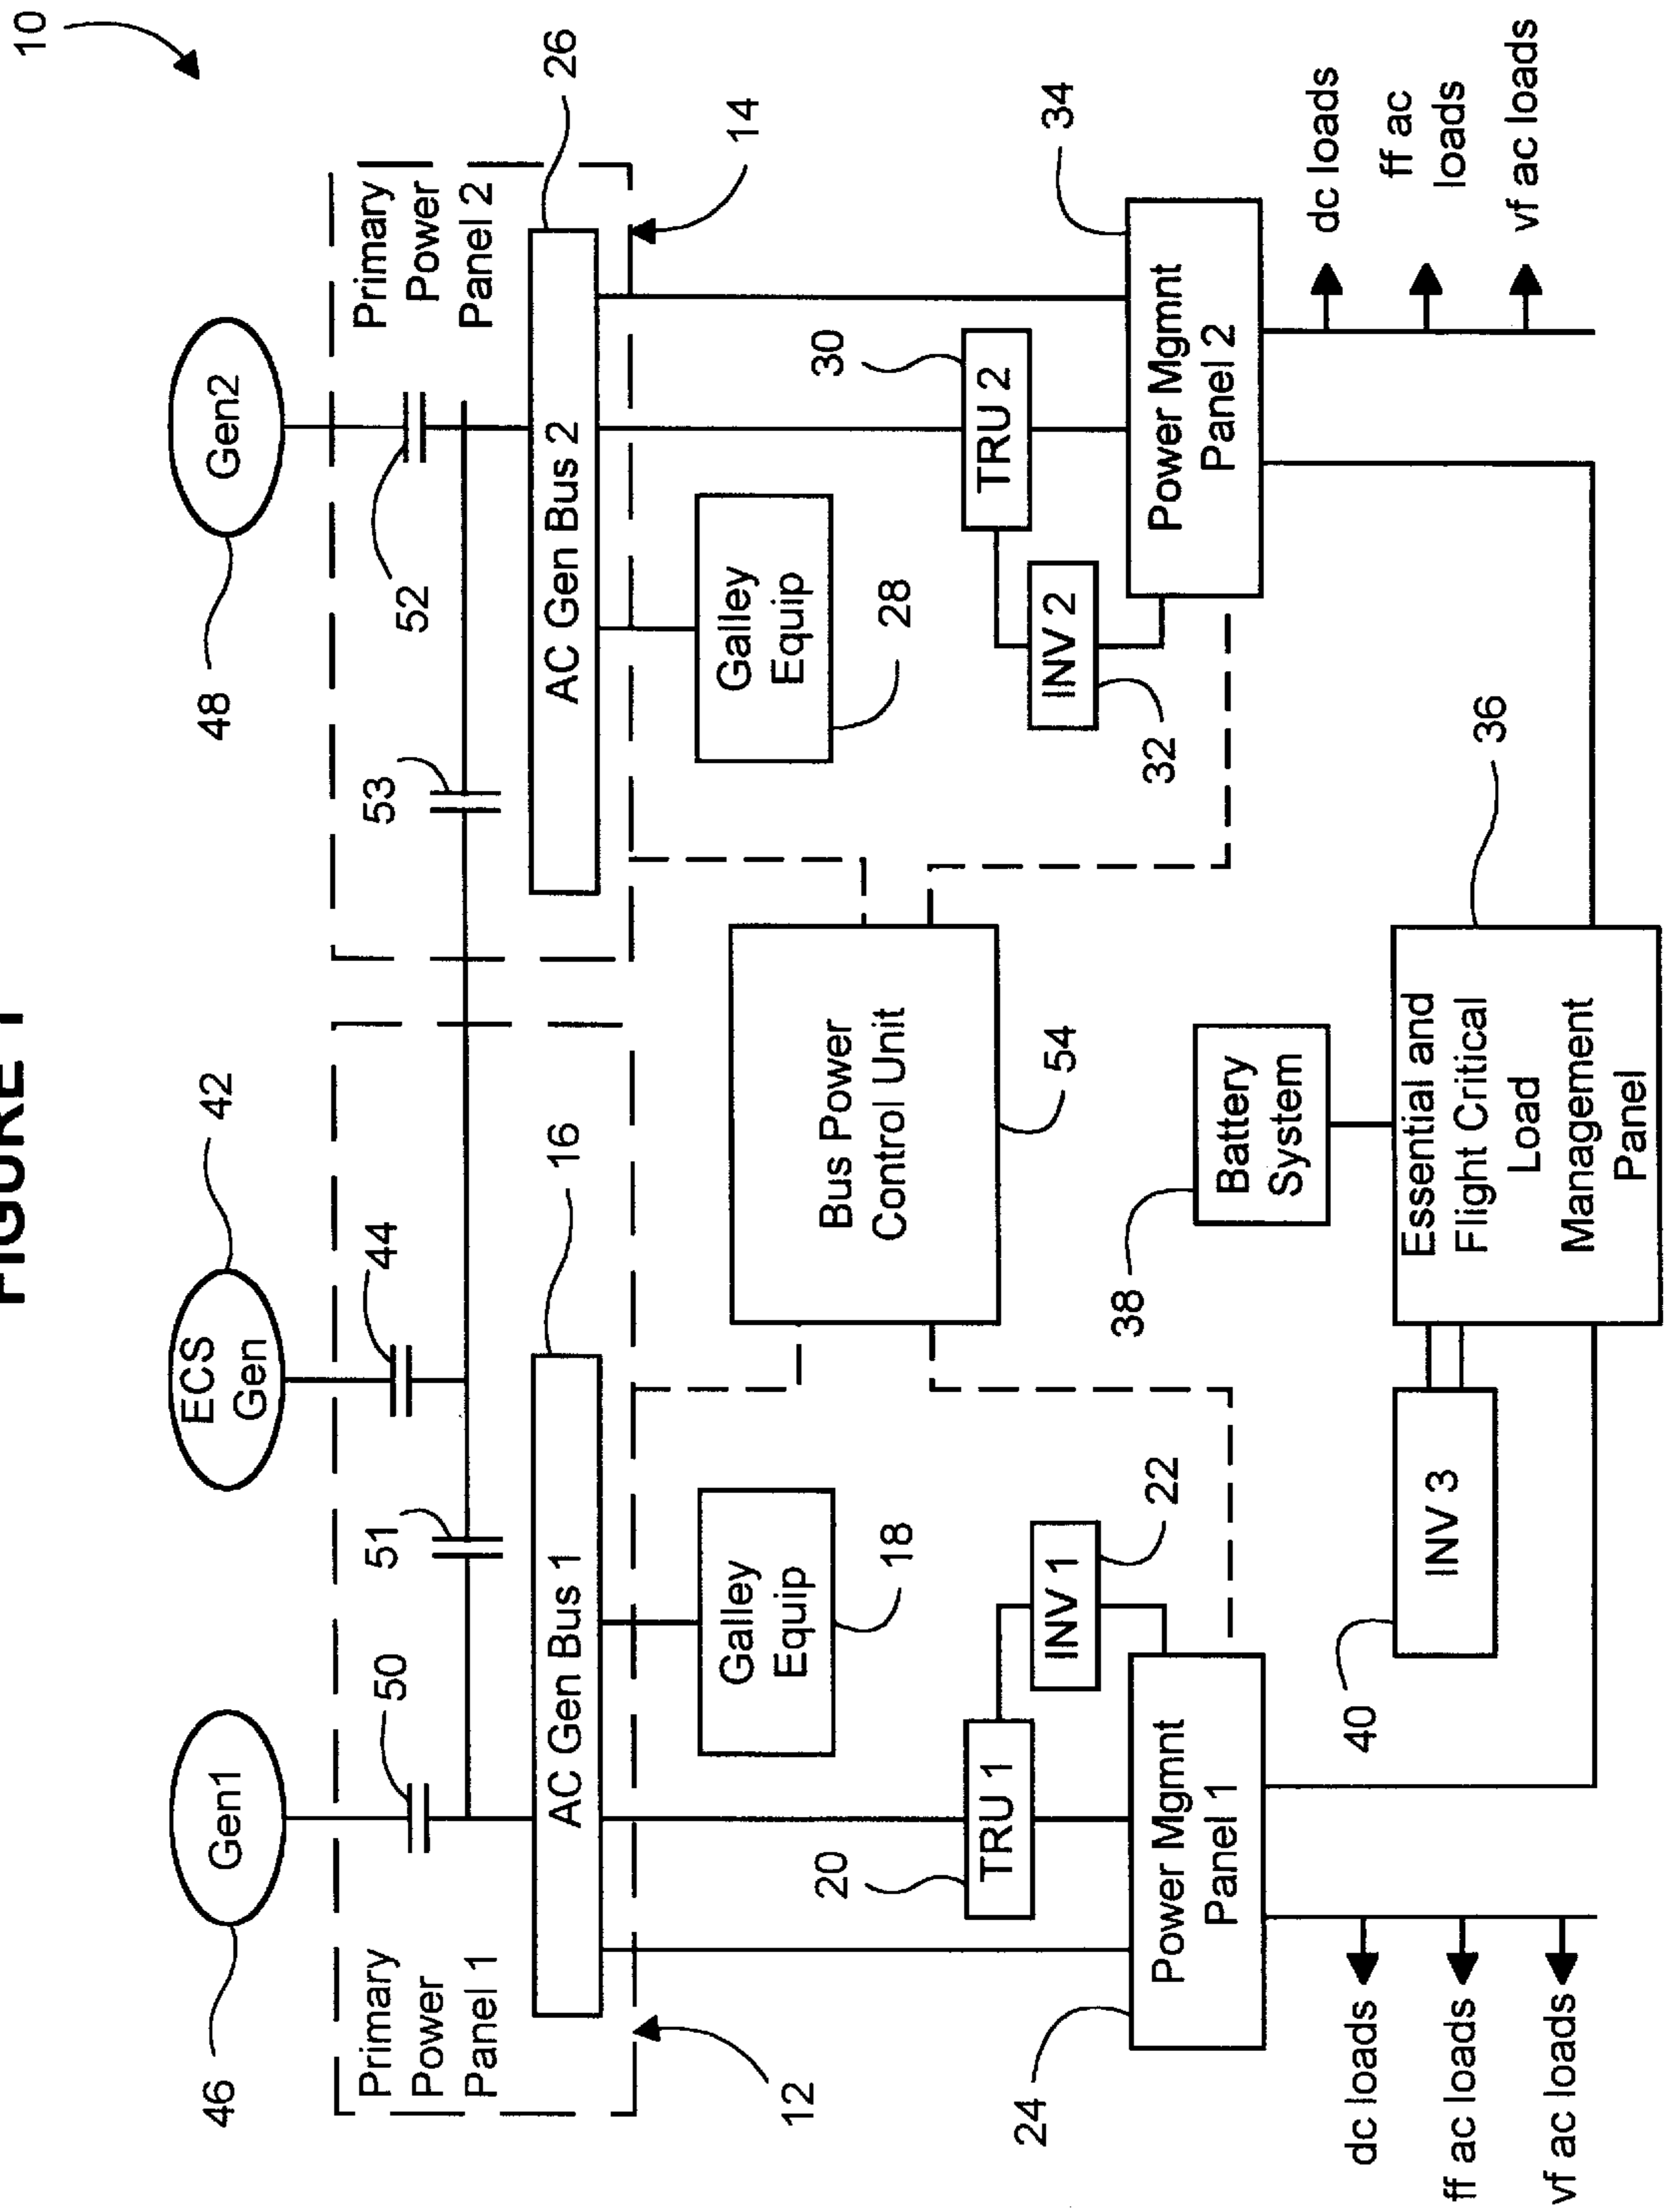 FIGURE 1
10
46
Gen1
ECS
Gen
42
48
Gen2
Primary
Power
Panel 1
50
51
44
53
52
Primary
Power
Panel 2
AC Gen Bus 1
16
AC Gen Bus 2
26
12
14
Galley
Equip
18
Bus Power
Control Unit
54
Galley
Equip
28
20
TRU 1
INV 1
22
30
TRU 2
INV 2
32
24
Power Mgmnt
Panel 1
34
Power Mgmnt
Panel 2
38
Battery
System
36
Essential and
Flight Critical
Load
Management
Panel
40
INV 3
dc loads
ff ac loads
vf ac loads
dc loads
ff ac
loads
vf ac loads